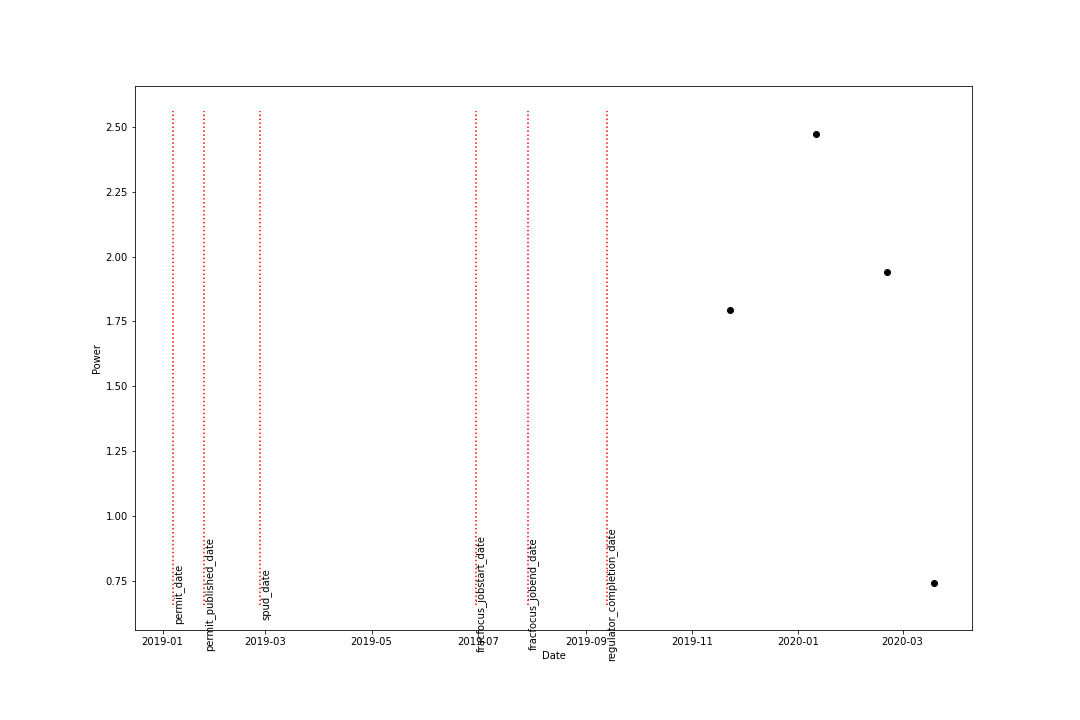 2.50
2.25
2.00
1.75
1.50
1.25
1.00
0.75
Power
permit_date
permit_published_date
spud_date
fracfocus_jobstart_date
fracfocus_jobend_date
regulator_completion_date
2019-01
2019-03
2019-05
2019-07
2019-09
2019-11
2020-01
2020-03
Date